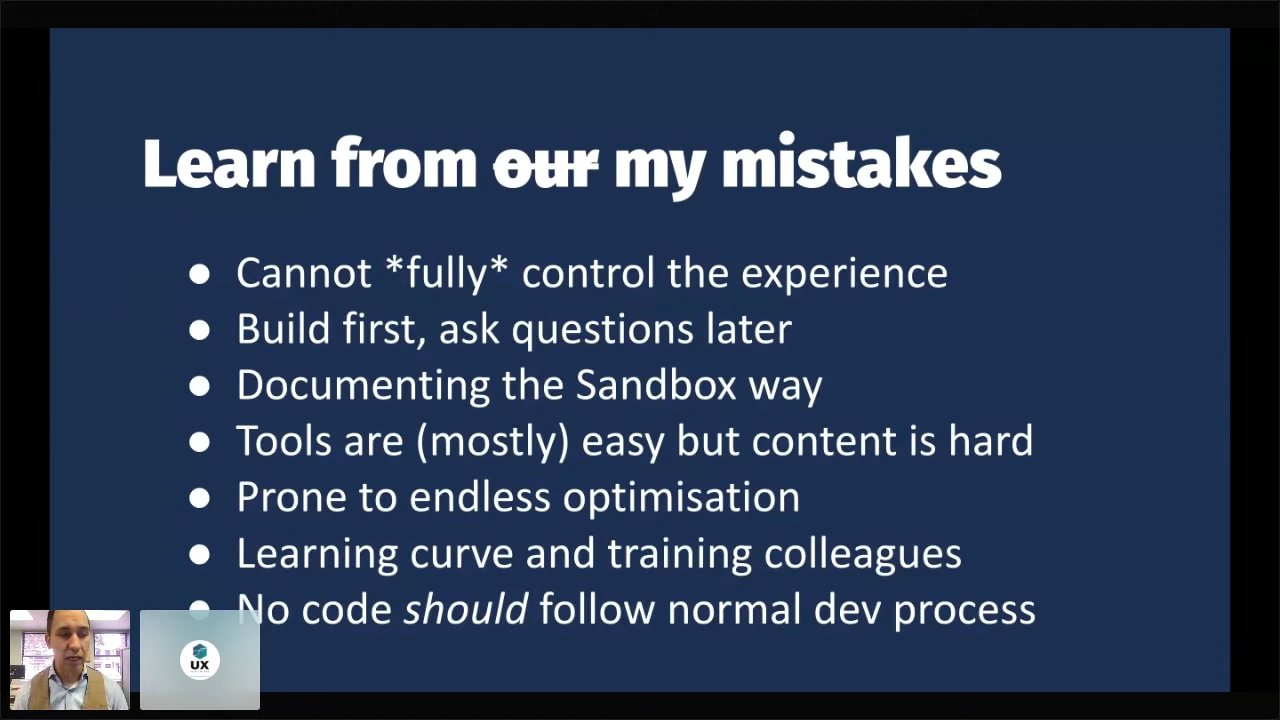 Learn from our my mistakes
● Cannot *fully* control the experience
● Build first, ask questions later
● Documenting the Sandbox way
● Tools are (mostly) easy but content is hard
● Prone to endless optimisation
● Learning curve and training colleagues
● No code should follow normal dev process
UX